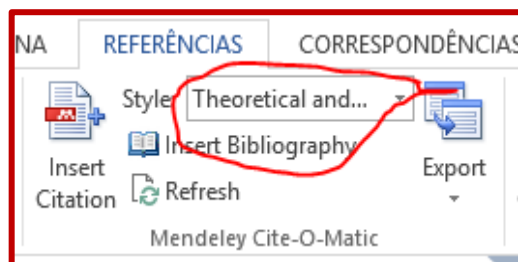 NA REFERÊNCIAS CORRESPONDÊNCIAS
Style: Theoretical and...
Insert Bibliography
Insert
Citation
Refresh
Export
Mendeley Cite-O-Matic